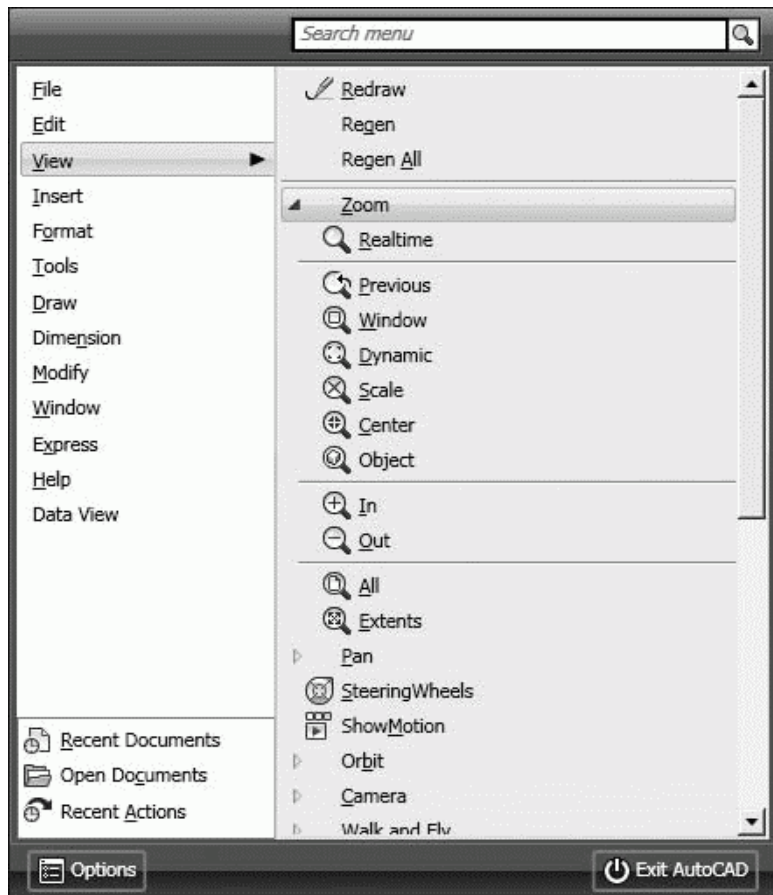 Search menu
File
Edit
View
Insert
Format
Tools
Draw
Dimension
Modify
Window
Express
Help
Data View
Recent Documents
Open Documents
Recent Actions
Redraw
Regen
Regen All
Zoom
Realtime
Previous
Window
Dynamic
Scale
Center
Object
In
Out
All
Extents
Pan
SteeringWheels
ShowMotion
Orbit
Camera
Walk and Fly
Options
Exit AutoCAD